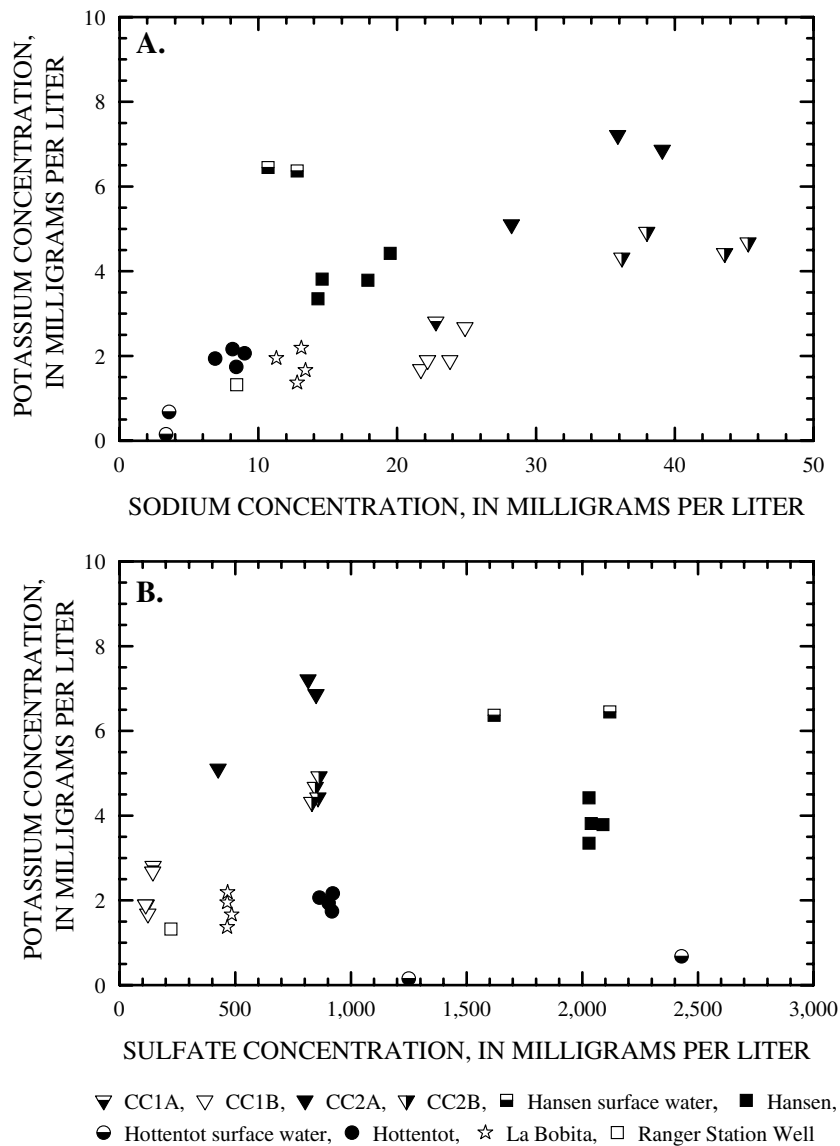 A.
POTASSIUM CONCENTRATION,
IN MILLIGRAMS PER LITER
10
8
6
4
2
0
0 10 20 30 40 50
SODIUM CONCENTRATION, IN MILLIGRAMS PER LITER
B.
POTASSIUM CONCENTRATION,
IN MILLIGRAMS PER LITER
10
8
6
4
2
0
0 500 1,000 1,500 2,000 2,500 3,000
SULFATE CONCENTRATION, IN MILLIGRAMS PER LITER
CC1A, CC1B, CC2A, CC2B, Hansen surface water, Hansen,
Hottentot surface water, Hottentot, La Bobita, Ranger Station Well